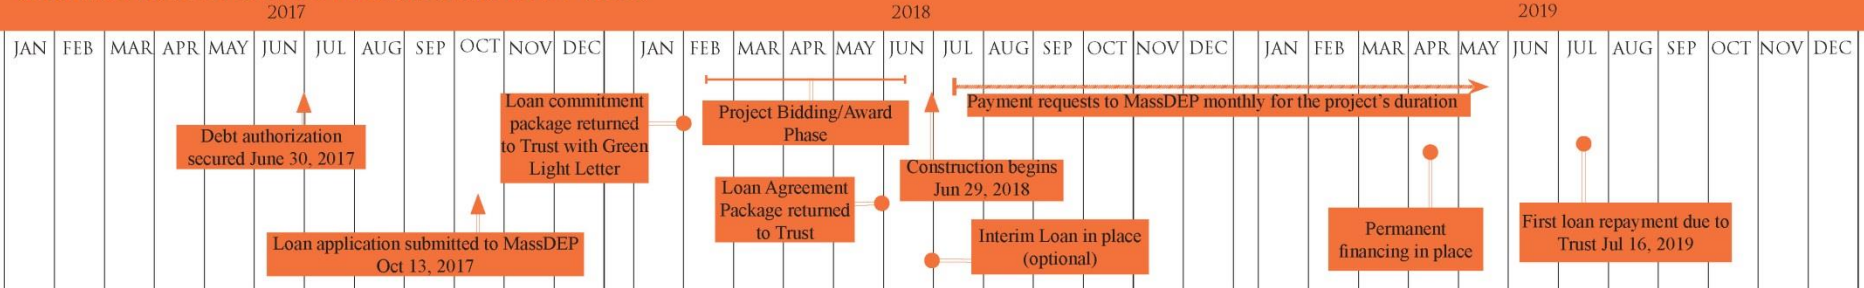 2017 2018 2019
JAN FEB MAR APR MAY JUN JUL AUG SEP OCT NOV DEC JAN FEB MAR APR MAY JUN JUL AUG SEP OCT NOV DEC JAN FEB MAR APR MAY JUN JUL AUG SEP OCT NOV DEC
Debt authorization
secured June 30, 2017
Loan application submitted to MassDEP
Oct 13, 2017
Loan commitment
package returned
to Trust with Green
Light Letter
Project Bidding/Award
Phase
Loan Agreement
Package returned
to Trust
Construction begins
Jun 29, 2018
Interim Loan in place
(optional)
Payment requests to MassDEP monthly for the project's duration
Permanent
financing in place
First loan repayment due to
Trust Jul 16, 2019